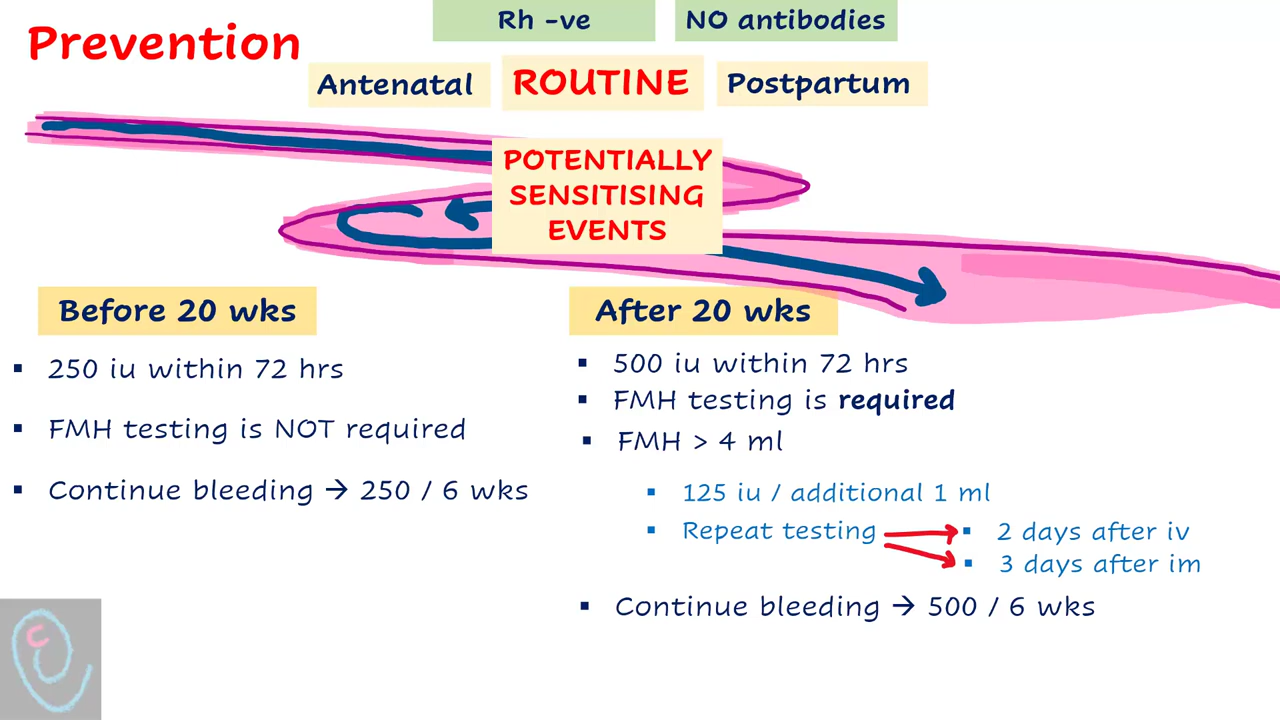 Prevention
Rh -ve
NO antibodies
Antenatal
ROUTINE
Postpartum
POTENTIALLY
SENSITISING
EVENTS
Before 20 wks
▪ 250 iu within 72 hrs
▪ FMH testing is NOT required
▪ Continue bleeding → 250 / 6 wks
After 20 wks
▪ 500 iu within 72 hrs
▪ FMH testing is required
▪ FMH > 4 ml
▪ 125 iu / additional 1 ml
▪ Repeat testing
▪ 2 days after iv
▪ 3 days after im
▪ Continue bleeding → 500 / 6 wks